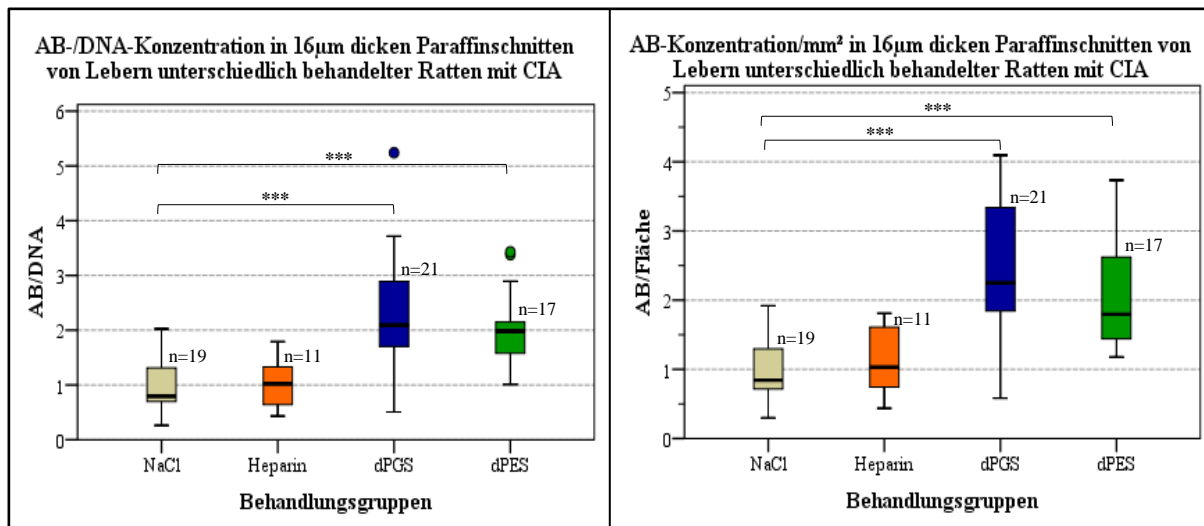 AB-/DNA-Konzentration in 16µm dicken Paraffinschnitten
von Lebern unterschiedlich behandelter Ratten mit CIA
6
5
4
3
2
1
0
AB/DNA
***
***
n=19
n=11
n=21
n=17
NaCl
Heparin
dPGS
dPES
Behandlungsgruppen
AB-Konzentration/mm² in 16µm dicken Paraffinschnitten von
Lebern unterschiedlich behandelter Ratten mit CIA
5
4
3
2
1
0
AB/Fläche
***
***
n=19
n=11
n=21
n=17
NaCl
Heparin
dPGS
dPES
Behandlungsgruppen